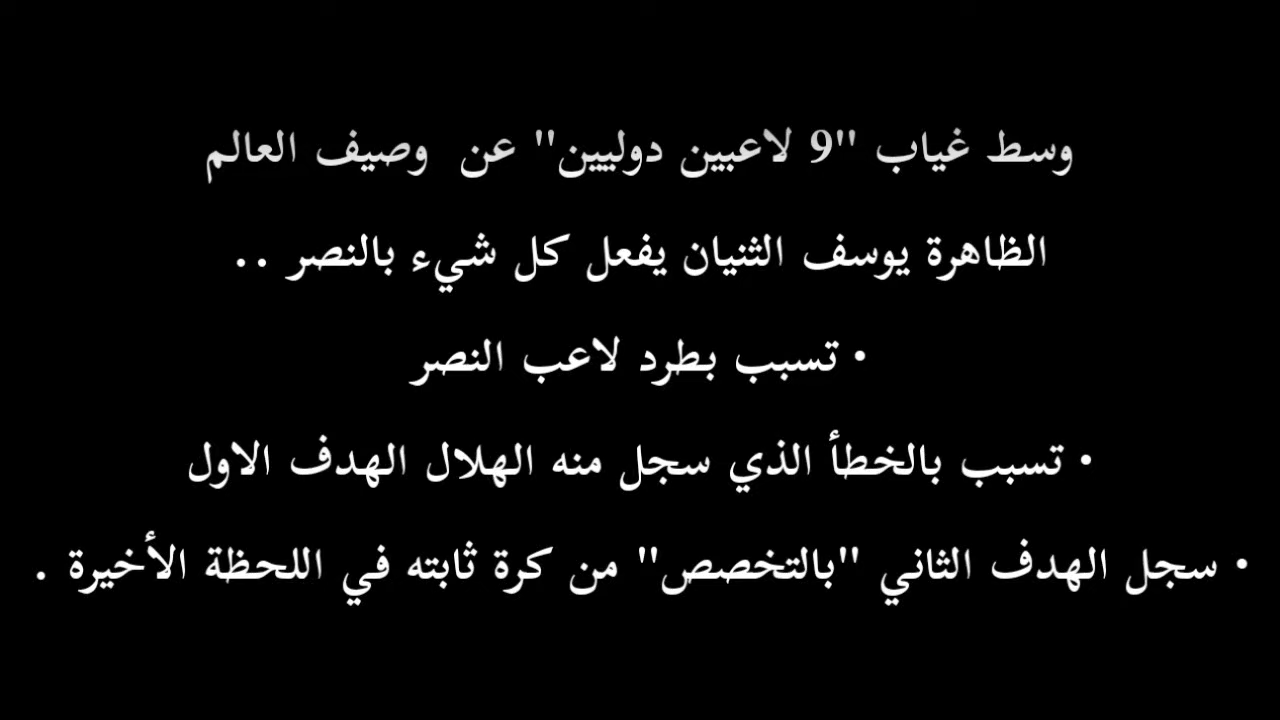 وسط غياب "9 لاعبين دوليين" عن وصيف العالم
الظاهرة يوسف الثنيان يفعل كل شيء بالنصر ..
• تسبب بطرد لاعب النصر
• تسبب بالخطأ الذي سجل منه الهلال الهدف الاول
• سجل الهدف الثاني "بالتخصص" من كرة ثابته في اللحظة الأخيرة .